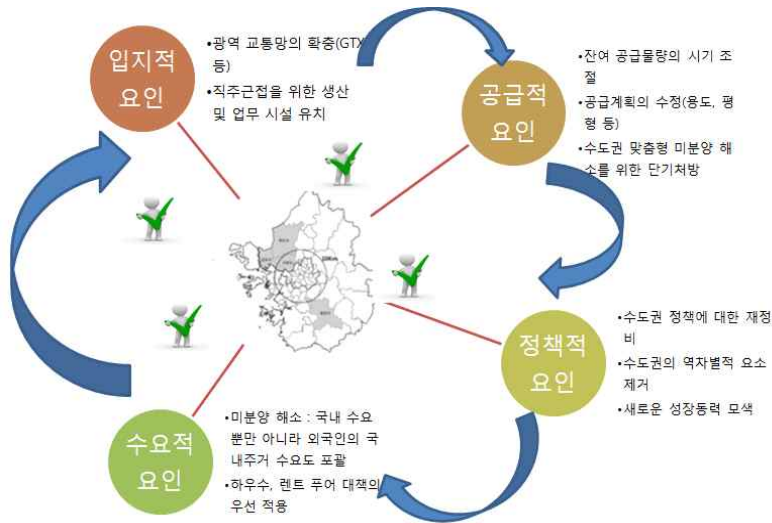 입지적
요인
•광역 교통망의 확충(GTX
등)
•직주근접을 위한 생산
및 업무 시설 유치
공급적
요인
•잔여 공급물량의 시기 조
절
•공급계획의 수정(용도, 평
형 등)
•수도권 맞춤형 미분양 해
소를 위한 단기처방
정책적
요인
•수도권 정책에 대한 재정
비
•수도권의 역차별적 요소
제거
•새로운 성장동력 모색
수요적
요인
•미분양 해소 : 국내 수요
뿐만 아니라 외국인의 국
내주거 수요도 포괄
•하우수, 렌트 푸어 대책의
우선 적용